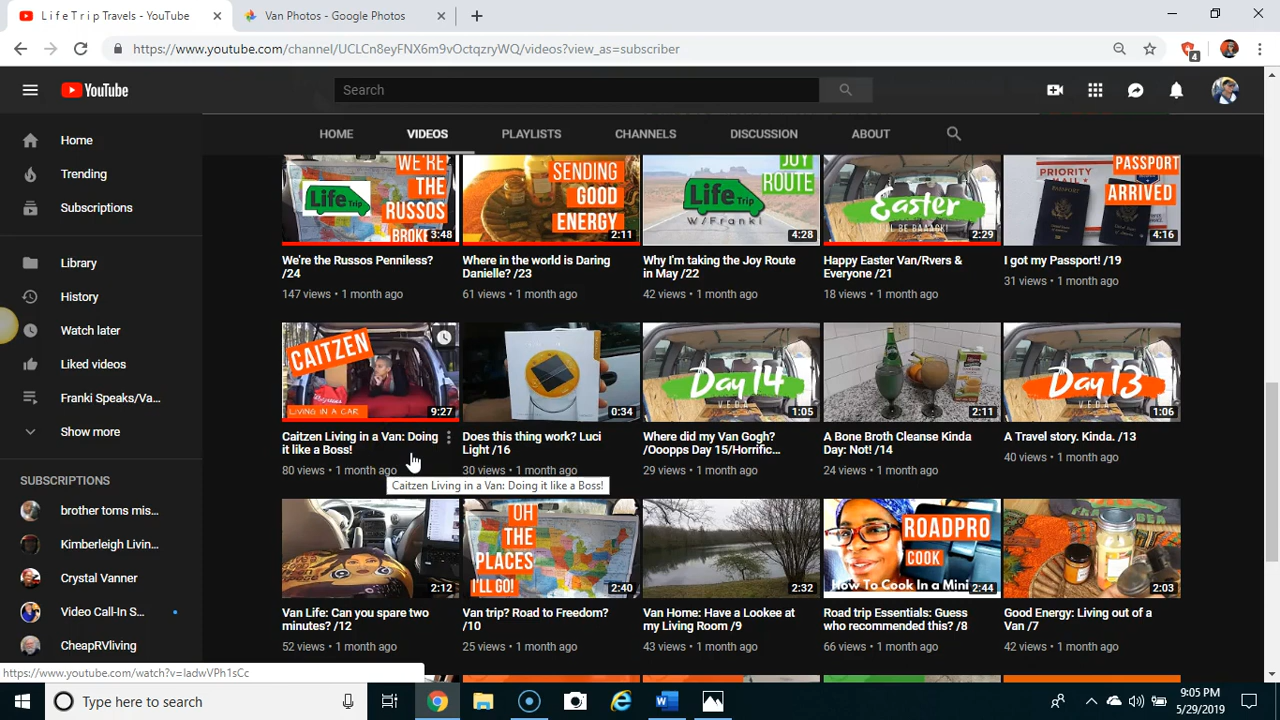 L i f e T r i p Travels - YouTube
Van Photos - Google Photos
https://www.youtube.com/channel/UCLCn8eyFNX6m9vOctqzryWQ/videos?view_as=subscriber
4
YouTube
Search
HOME VIDEOS PLAYLISTS CHANNELS DISCUSSION ABOUT
Home
Trending
Subscriptions
Library
History
Watch later
Liked videos
Franki Speaks/Va...
Show more
SUBSCRIPTIONS
brother toms mis...
Kimberleigh Livin...
Crystal Vanner
Video Call-In S...
CheapRVliving
WE'RE
THE
RUSSOS
BROKE
Life
Trip
3:48
We're the Russos Penniless?
/24
147 views • 1 month ago
SENDING
GOOD
ENERGY
2:11
Where in the world is Daring
Danielle? /23
61 views • 1 month ago
JOY
ROUTE
Life
Trip
W/Franki
4:28
Why I'm taking the Joy Route
in May /22
42 views • 1 month ago
Easter
I'LL BE BAAACK!
2:29
Happy Easter Van/Rvers &
Everyone /21
18 views • 1 month ago
PRIORITY
MAIL
PASSPORT
ARRIVED
4:16
I got my Passport! /19
31 views • 1 month ago
CAITZEN
LIVING IN A CAR
9:27
Caitzen Living in a Van: Doing
it like a Boss!
80 views • 1 month ago
Caitzen Living in a Van: Doing it like a Boss!
0:34
Does this thing work? Luci
Light /16
30 views • 1 month ago
Day 14
VEDA
1:05
Where did my Van Gogh?
/Ooopps Day 15/Horrific...
29 views • 1 month ago
2:11
A Bone Broth Cleanse Kinda
Day: Not! /14
24 views • 1 month ago
Day 13
VEDA
1:06
A Travel story. Kinda. /13
40 views • 1 month ago
2:12
Van Life: Can you spare two
minutes? /12
52 views • 1 month ago
OH
THE
PLACES
I'LL GO!
2:40
Van trip? Road to Freedom?
/10
25 views • 1 month ago
2:32
Van Home: Have a Lookee at
my Living Room /9
43 views • 1 month ago
ROADPRO
COOK
How To Cook In a Mini
2:44
Road trip Essentials: Guess
who recommended this? /8
66 views • 1 month ago
2:03
Good Energy: Living out of a
Van /7
42 views • 1 month ago
https://www.youtube.com/watch?v=IadwVPh1sCc
Type here to search
9:05 PM
5/29/2019